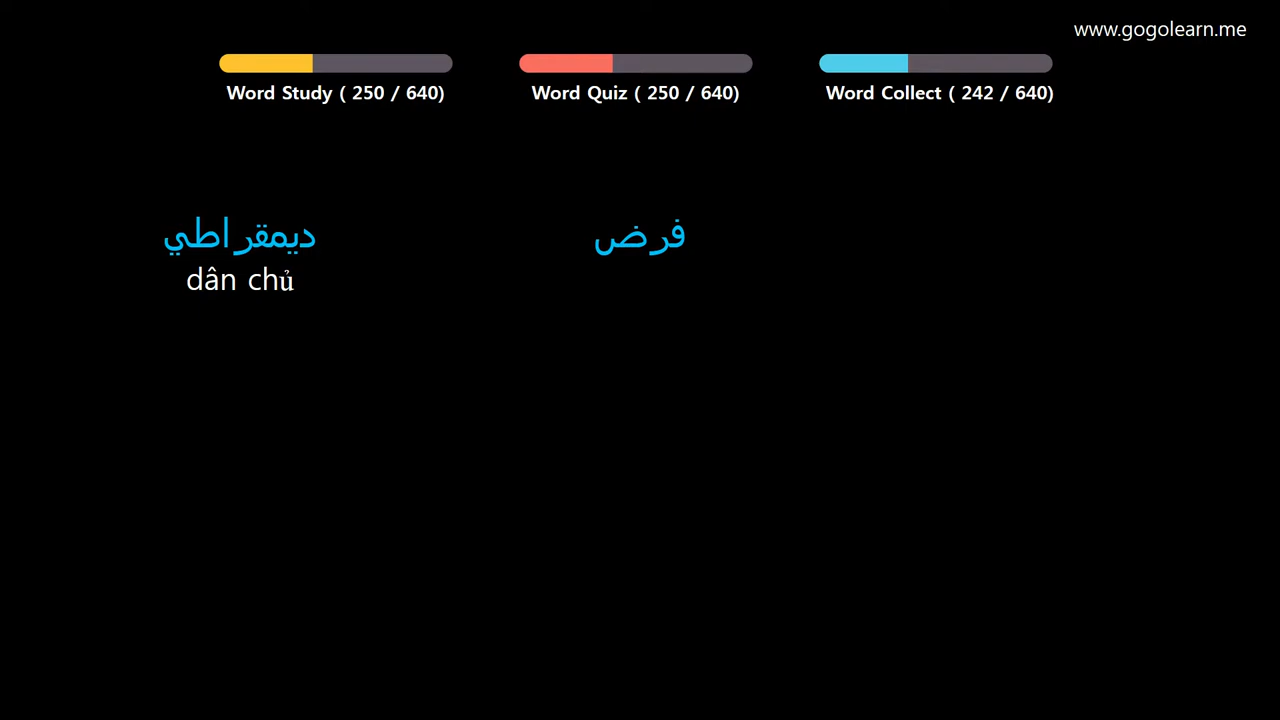 www.gogolearn.me
Word Study ( 250 / 640)
Word Quiz ( 250 / 640)
Word Collect ( 242 / 640)
ديمقراطي
dân chủ
فرض